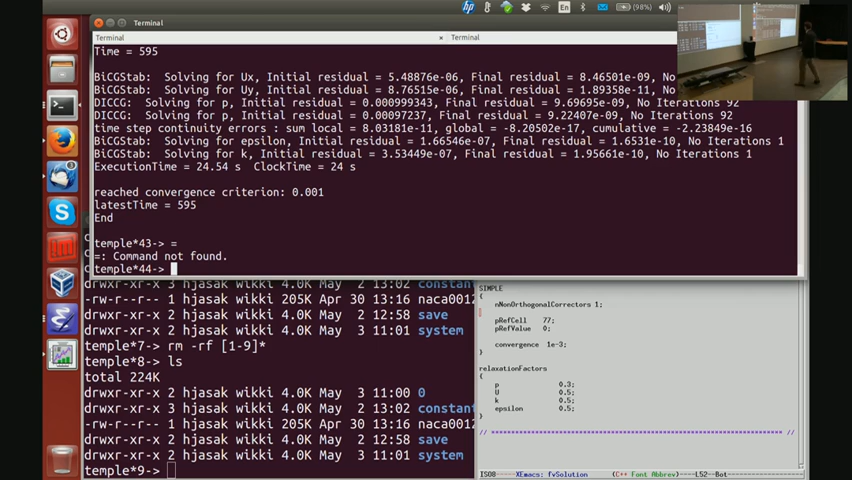 Terminal
En
(98%)
Terminal
Terminal
Time = 595
BiCGStab:  Solving for Ux, Initial residual = 5.48876e-06, Final residual = 8.46501e-09, No
BiCGStab:  Solving for Uy, Initial residual = 8.76515e-06, Final residual = 1.89358e-11, No
DICCG:  Solving for p, Initial residual = 0.000999343, Final residual = 9.69695e-09, No Iterations 92
DICCG:  Solving for p, Initial residual = 0.00097237, Final residual = 9.22407e-09, No Iterations 92
time step continuity errors : sum local = 8.03181e-11, global = -8.20502e-17, cumulative = -2.23849e-16
BiCGStab:  Solving for epsilon, Initial residual = 1.66546e-07, Final residual = 1.6531e-10, No Iterations 1
BiCGStab:  Solving for k, Initial residual = 3.53449e-07, Final residual = 1.95661e-10, No Iterations 1
ExecutionTime = 24.54 s  ClockTime = 24 s
reached convergence criterion: 0.001
latestTime = 595
End
temple*43-> =
=: Command not found.
temple*44->
drwxr-xr-x 3 hjasak wikki 4.0K May  2 13:02 constant
-rw-r--r-- 1 hjasak wikki 205K Apr 30 13:16 naca0012
drwxr-xr-x 2 hjasak wikki 4.0K May  2 12:58 save
drwxr-xr-x 2 hjasak wikki 4.0K May  3 11:01 system
temple*7-> rm -rf [1-9]*
temple*8-> ls
total 224K
drwxr-xr-x 2 hjasak wikki 4.0K May  3 11:00 0
drwxr-xr-x 3 hjasak wikki 4.0K May  2 13:02 constant
-rw-r--r-- 1 hjasak wikki 205K Apr 30 13:16 naca0012
drwxr-xr-x 2 hjasak wikki 4.0K May  2 12:58 save
drwxr-xr-x 2 hjasak wikki 4.0K May  3 11:01 system
temple*9->
SIMPLE
{
nNonOrthogonalCorrectors 1;
pRefCell    77;
pRefValue   0;
convergence  1e-3;
}
relaxationFactors
{
p               0.3;
U               0.5;
k               0.5;
epsilon         0.5;
}
// ************************************************************************* //
ISO8----XEmacs: fvSolution      (C++ Font Abbrev)----L52--Bot---